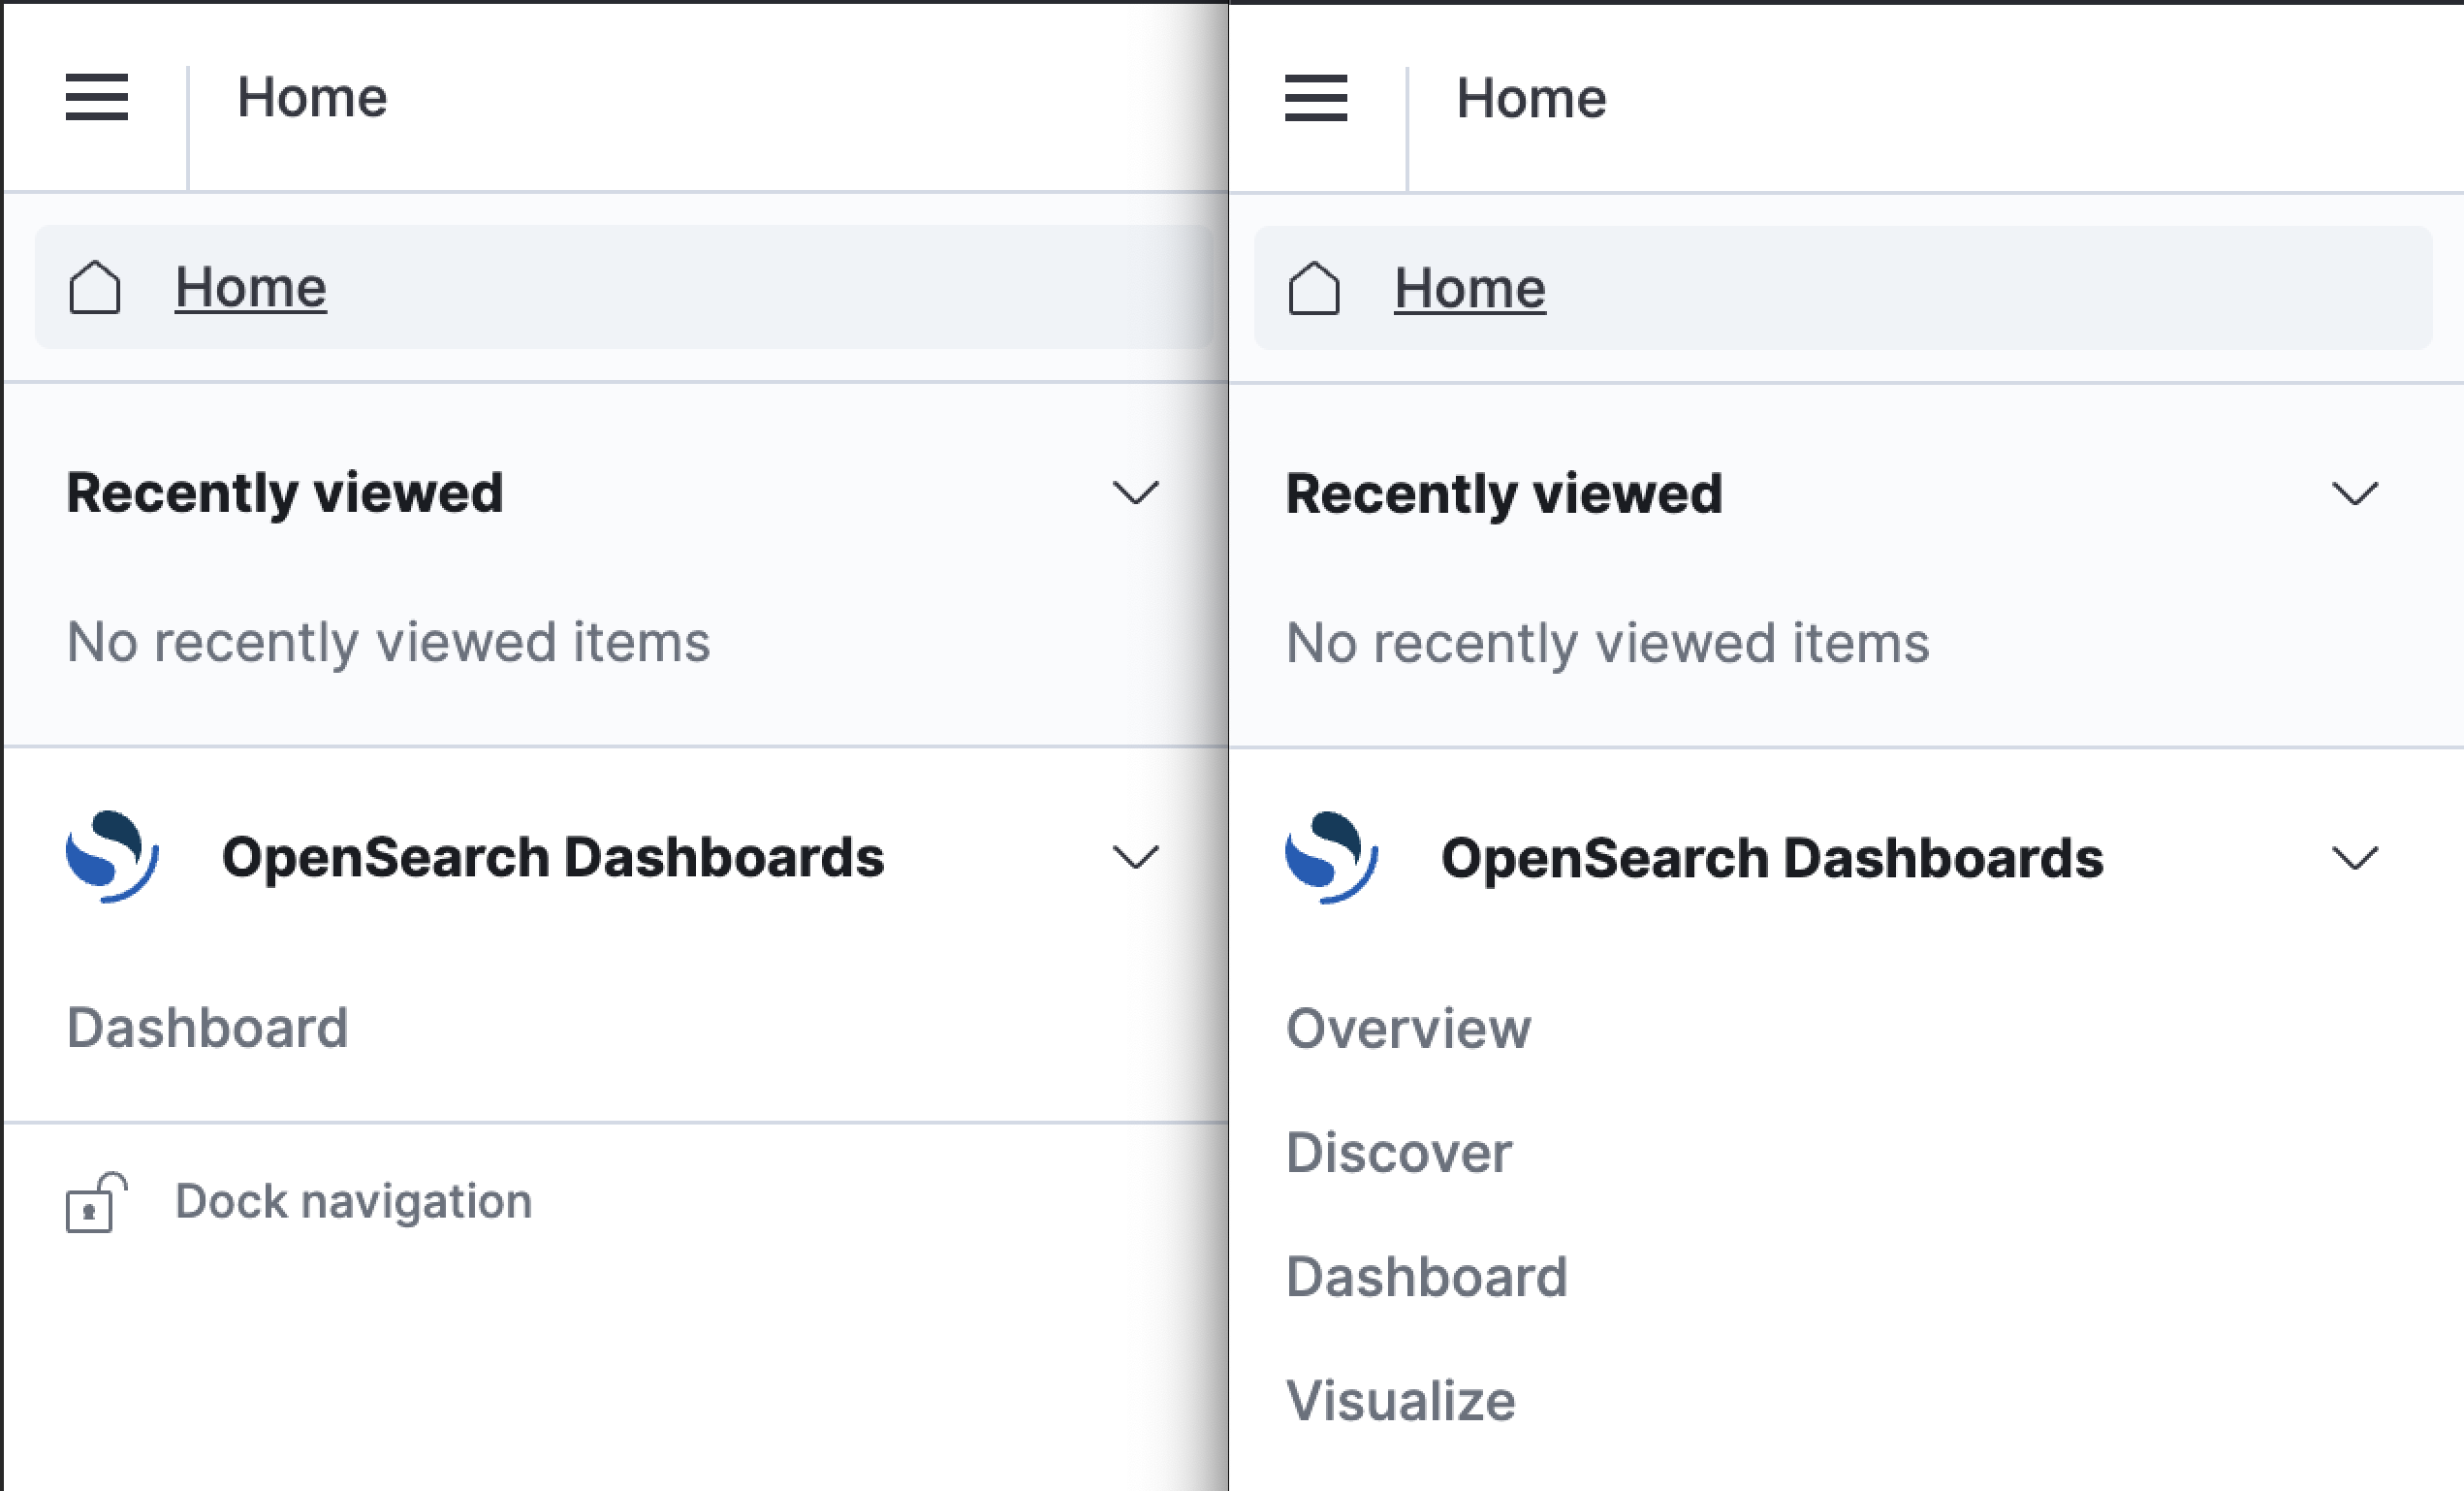 Home
Home
Recently viewed
No recently viewed items
OpenSearch Dashboards
Dashboard
Dock navigation
Home
Home
Recently viewed
No recently viewed items
OpenSearch Dashboards
Overview
Discover
Dashboard
Visualize